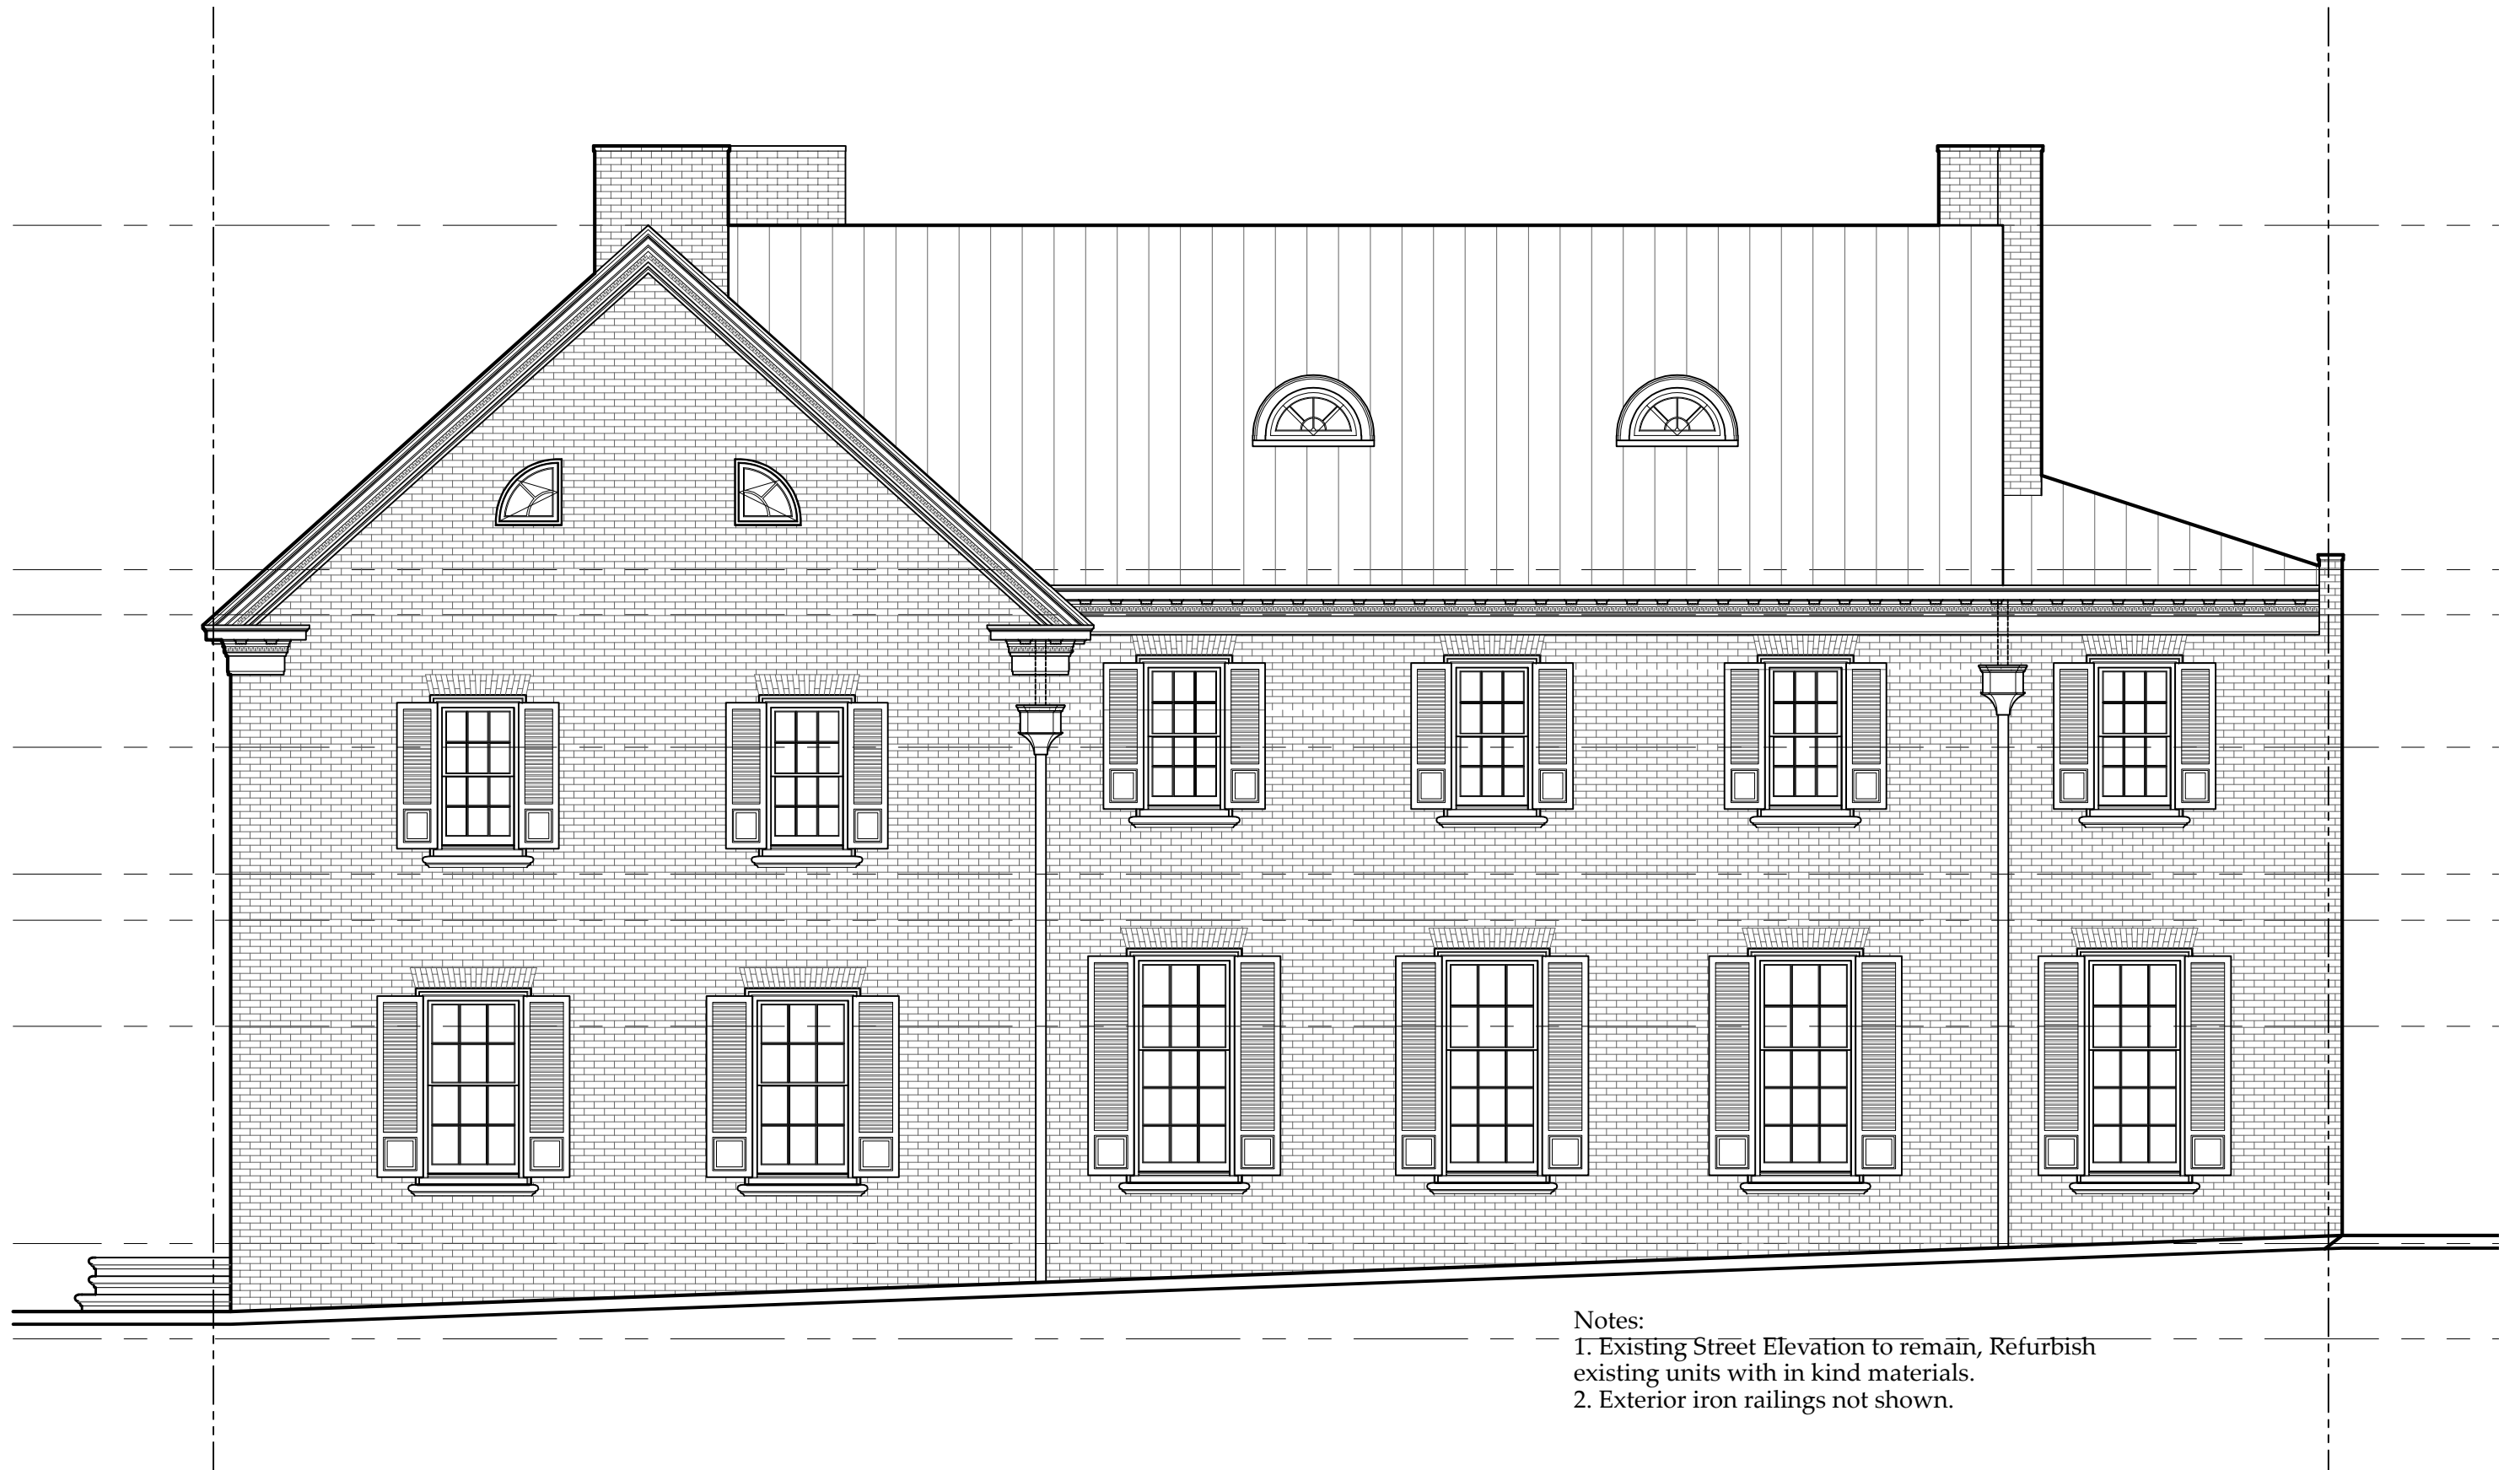 Notes:
1. Existing Street Elevation to remain, Refurbish
existing units with in kind materials.
2. Exterior iron railings not shown.